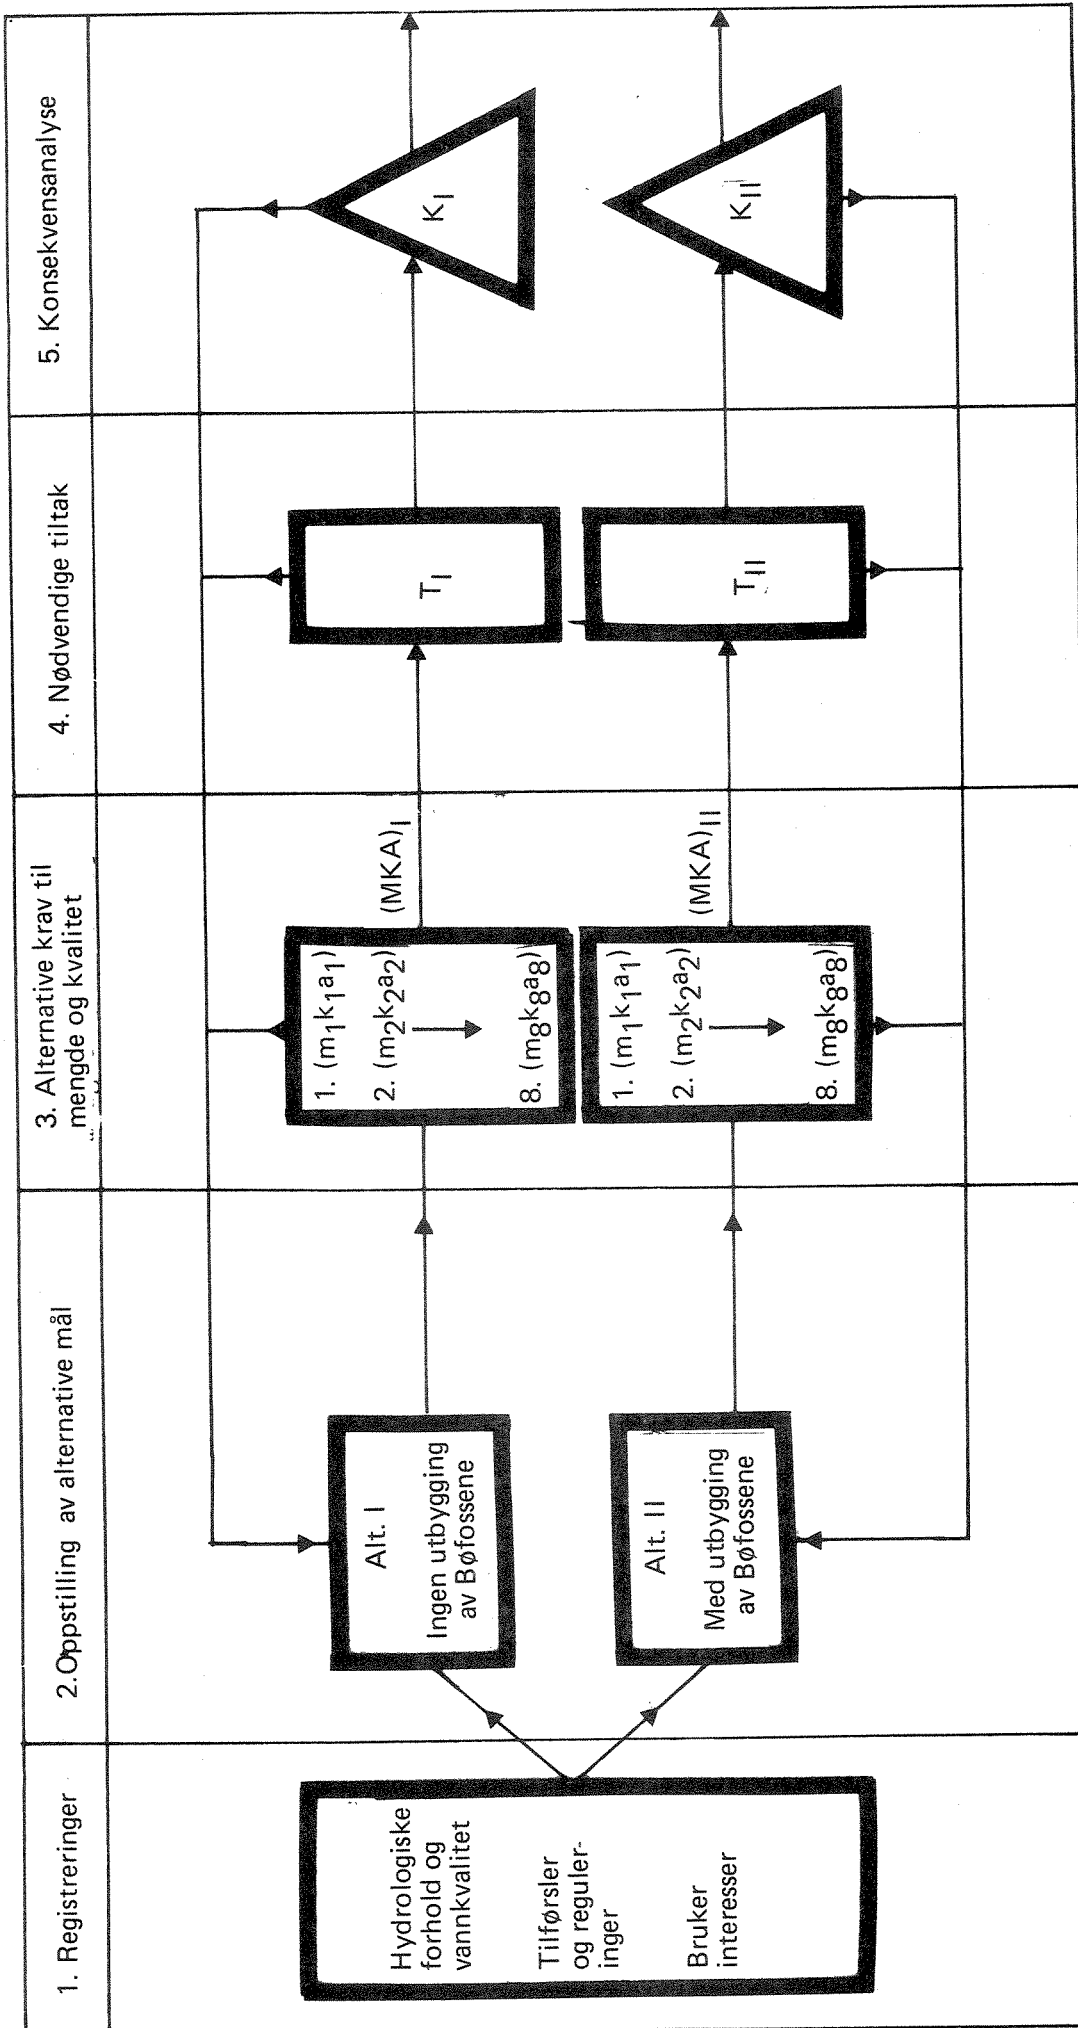 1. Registreringer
2.Oppstilling av alternative mål
3. Alternative krav til
mengde og kvalitet
4. Nødvendige tiltak
5. Konsekvensanalyse
Hydrologiske
forhold og
vannkvalitet
Tilførsler
og reguler-
inger
Bruker
interesser
Alt. I
Ingen utbygging
av Bøfossene
Alt. II
Med utbygging
av Bøfossene
1. (m₁k₁a₁)
2. (m₂k₂a₂)
8. (m₈k₈a₈)
(MKA)I
1. (m₁k₁a₁)
2. (m₂k₂a₂)
8. (m₈k₈a₈)
(MKA)II
TI
TII
KI
KII